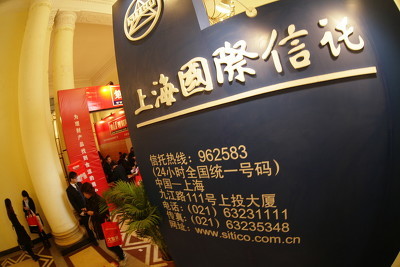 上海國際信託
信托热线：962583
(24小时全国统一号码)
中国—上海
九江路111号上投大厦
电话：(021) 63231111
传真：(021) 63235348
网址：www.sitico.com.cn